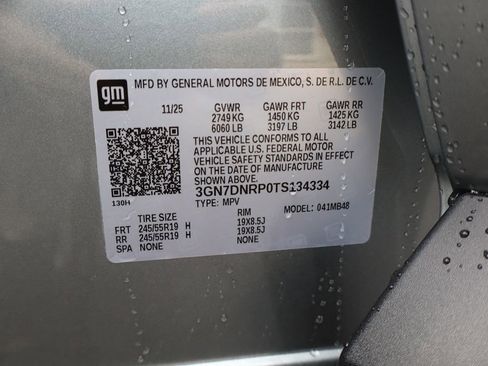 gm
MFD BY GENERAL MOTORS DE MEXICO, S. DE R.L. DE C.V.
11/25 GVWR GAWR FRT GAWR RR
2749 KG 1450 KG 1425 KG
6060 LB 3197 LB 3142 LB
THIS VEHICLE CONFORMS TO ALL
APPLICABLE U.S. FEDERAL MOTOR
VEHICLE SAFETY STANDARDS IN EFFECT
ON THE DATE OF MANUFACTURE
SHOWN ABOVE.
3GN7DNRP0TS134334
130H TYPE: MPV MODEL: 041MB48
TIRE SIZE RIM
FRT 245/55R19 H 19X8.5J
RR 245/55R19 H 19X8.5J
SPA NONE NONE